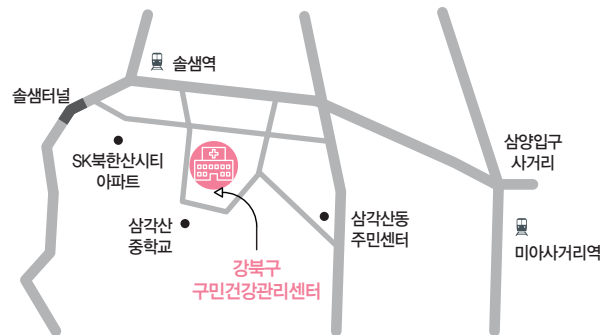 솔샘역
솔샘터널
SK북한산시티
아파트
삼양입구
사거리
삼각산
중학교
삼각산동
주민센터
미아사거리역
강북구
구민건강관리센터